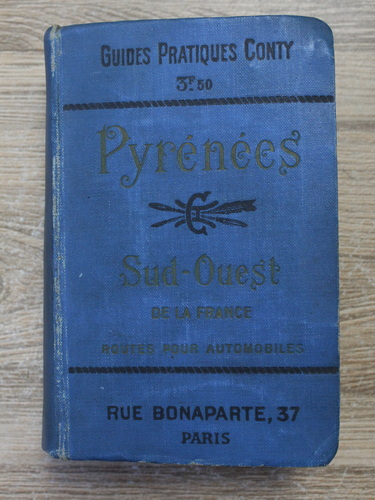 GUIDES PRATIQUES CONTY
3F.50
Pyrénées
Sud-Ouest
DE LA FRANCE
ROUTES POUR AUTOMOBILES
RUE BONAPARTE, 37
PARIS